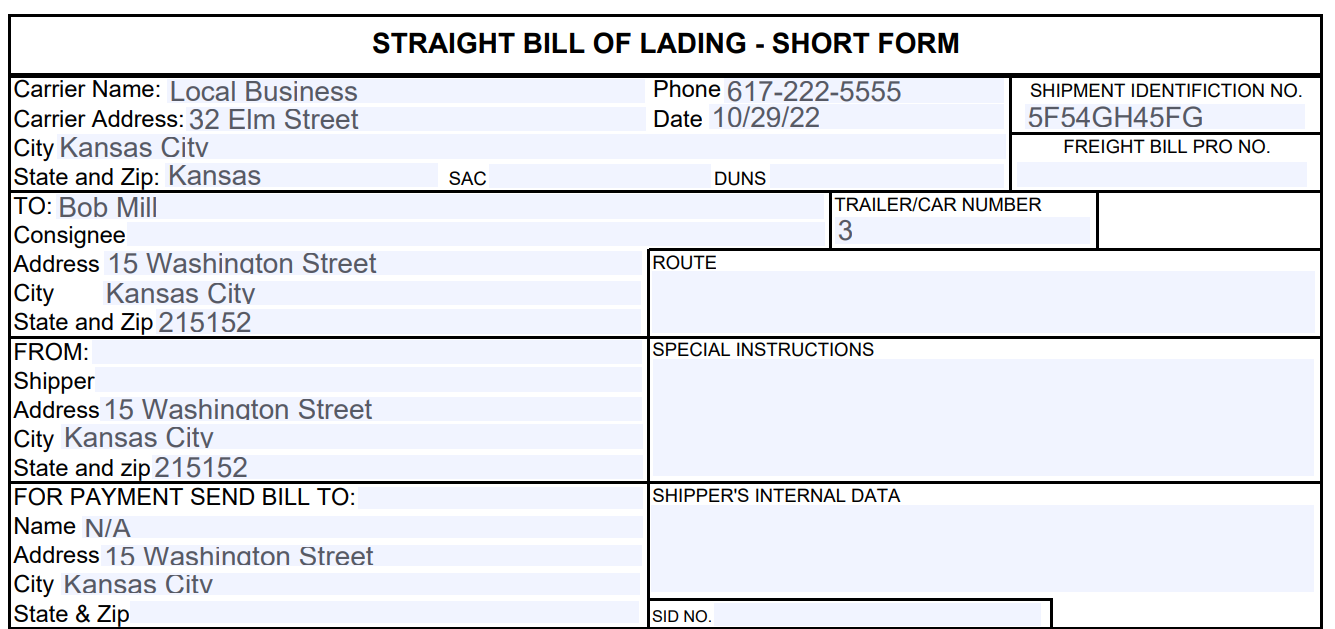 STRAIGHT BILL OF LADING - SHORT FORM
Carrier Name: Local Business Phone 617-222-5555 SHIPMENT IDENTIFICTION NO.
Carrier Address: 32 Elm Street Date 10/29/22 5F54GH45FG
City Kansas City FREIGHT BILL PRO NO.
State and Zip: Kansas SAC DUNS
TO: Bob Mill TRAILER/CAR NUMBER
Consignee 3
Address 15 Washington Street ROUTE
City Kansas City
State and Zip 215152
FROM: SPECIAL INSTRUCTIONS
Shipper
Address 15 Washington Street
City Kansas City
State and zip 215152
FOR PAYMENT SEND BILL TO: SHIPPER'S INTERNAL DATA
Name N/A
Address 15 Washington Street
City Kansas City
State & Zip SID NO.